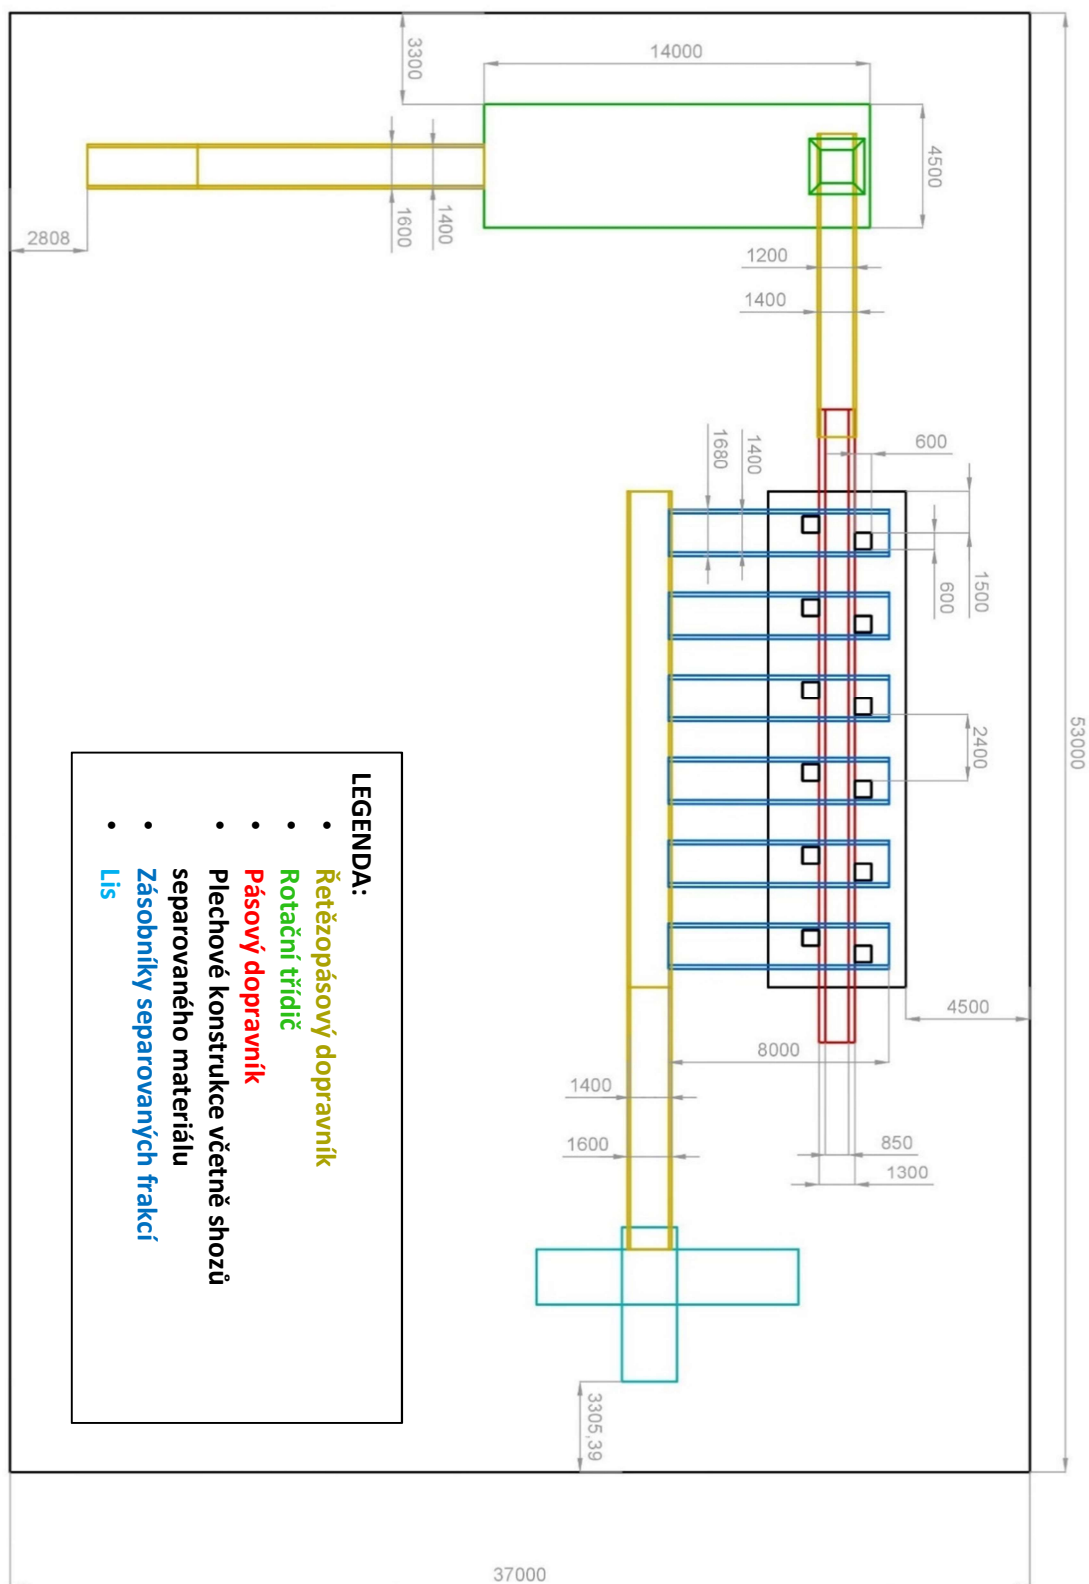 14000
3300
4500
2808
1600
1400
1200
1400
600
1680
1400
1500
600
2400
53000
4500
8000
1400
1600
850
1300
3305,39
37000
LEGENDA:
• Řetězopásový dopravník
• Rotační třídič
• Pásový dopravník
• Plechové konstrukce včetně shozů
separovaného materiálu
• Zásobníky separovaných frakcí
• Lis